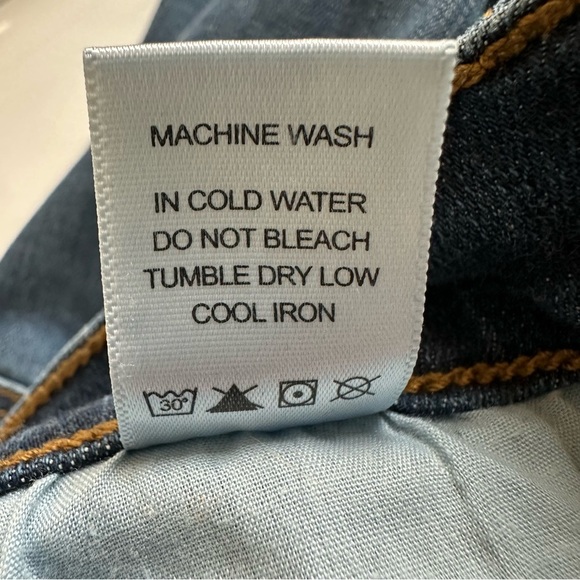 MACHINE WASH
IN COLD WATER
DO NOT BLEACH
TUMBLE DRY LOW
COOL IRON
30°